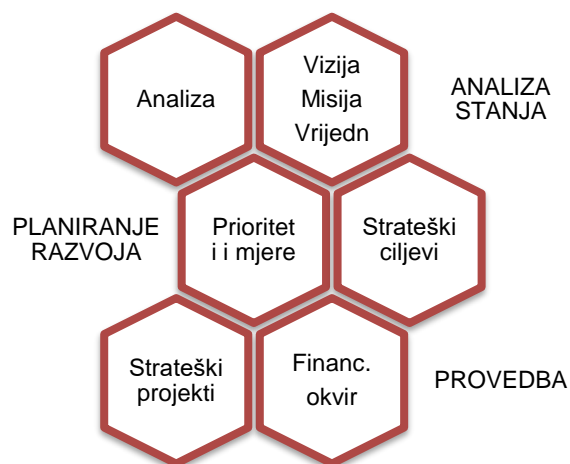 Analiza
Vizija
Misija
Vrijedn
ANALIZA
STANJA
PLANIRANJE
RAZVOJA
Prioritet
i i mjere
Strateški
ciljevi
Strateški
projekti
Financ.
okvir
PROVEDBA